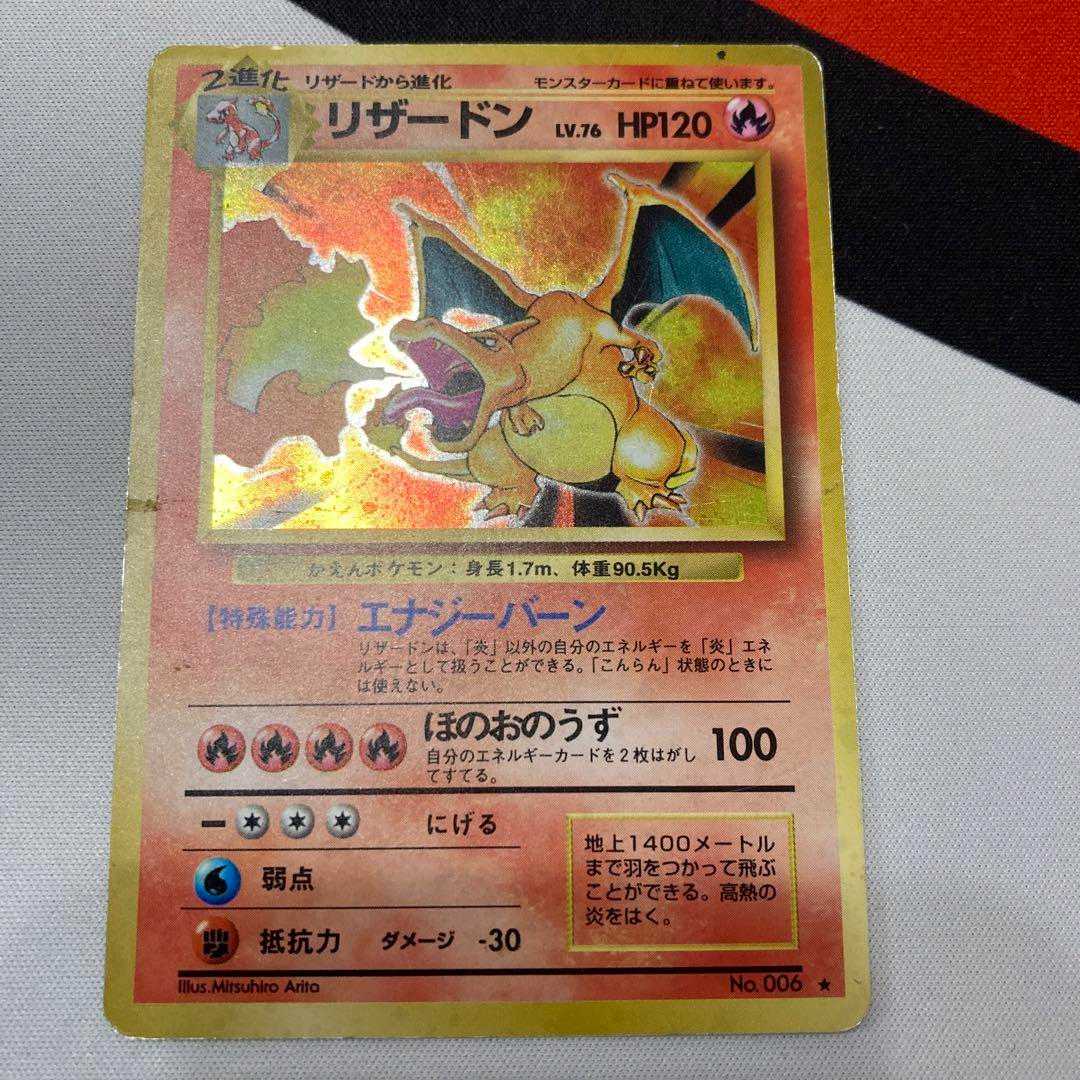 2進化 リザードから進化 モンスターカードに重ねて使います。
リザードン LV.76 HP120
かえんポケモン：身長1.7m、体重90.5Kg
【特殊能力】 エナジーバーン
リザードンは、「炎」以外の自分のエネルギーを「炎」エネ
ルギーとして扱うことができる。「こんらん」状態のときに
は使えない。
ほのおのうず 100
自分のエネルギーカードを2枚はがし
てすてる。
にげる
弱点
抵抗力 ダメージ -30
地上1400メートル
まで羽をつかって飛ぶ
ことができる。高熱の
炎をはく。
Illus.Mitsuhiro Arita No.006 ★